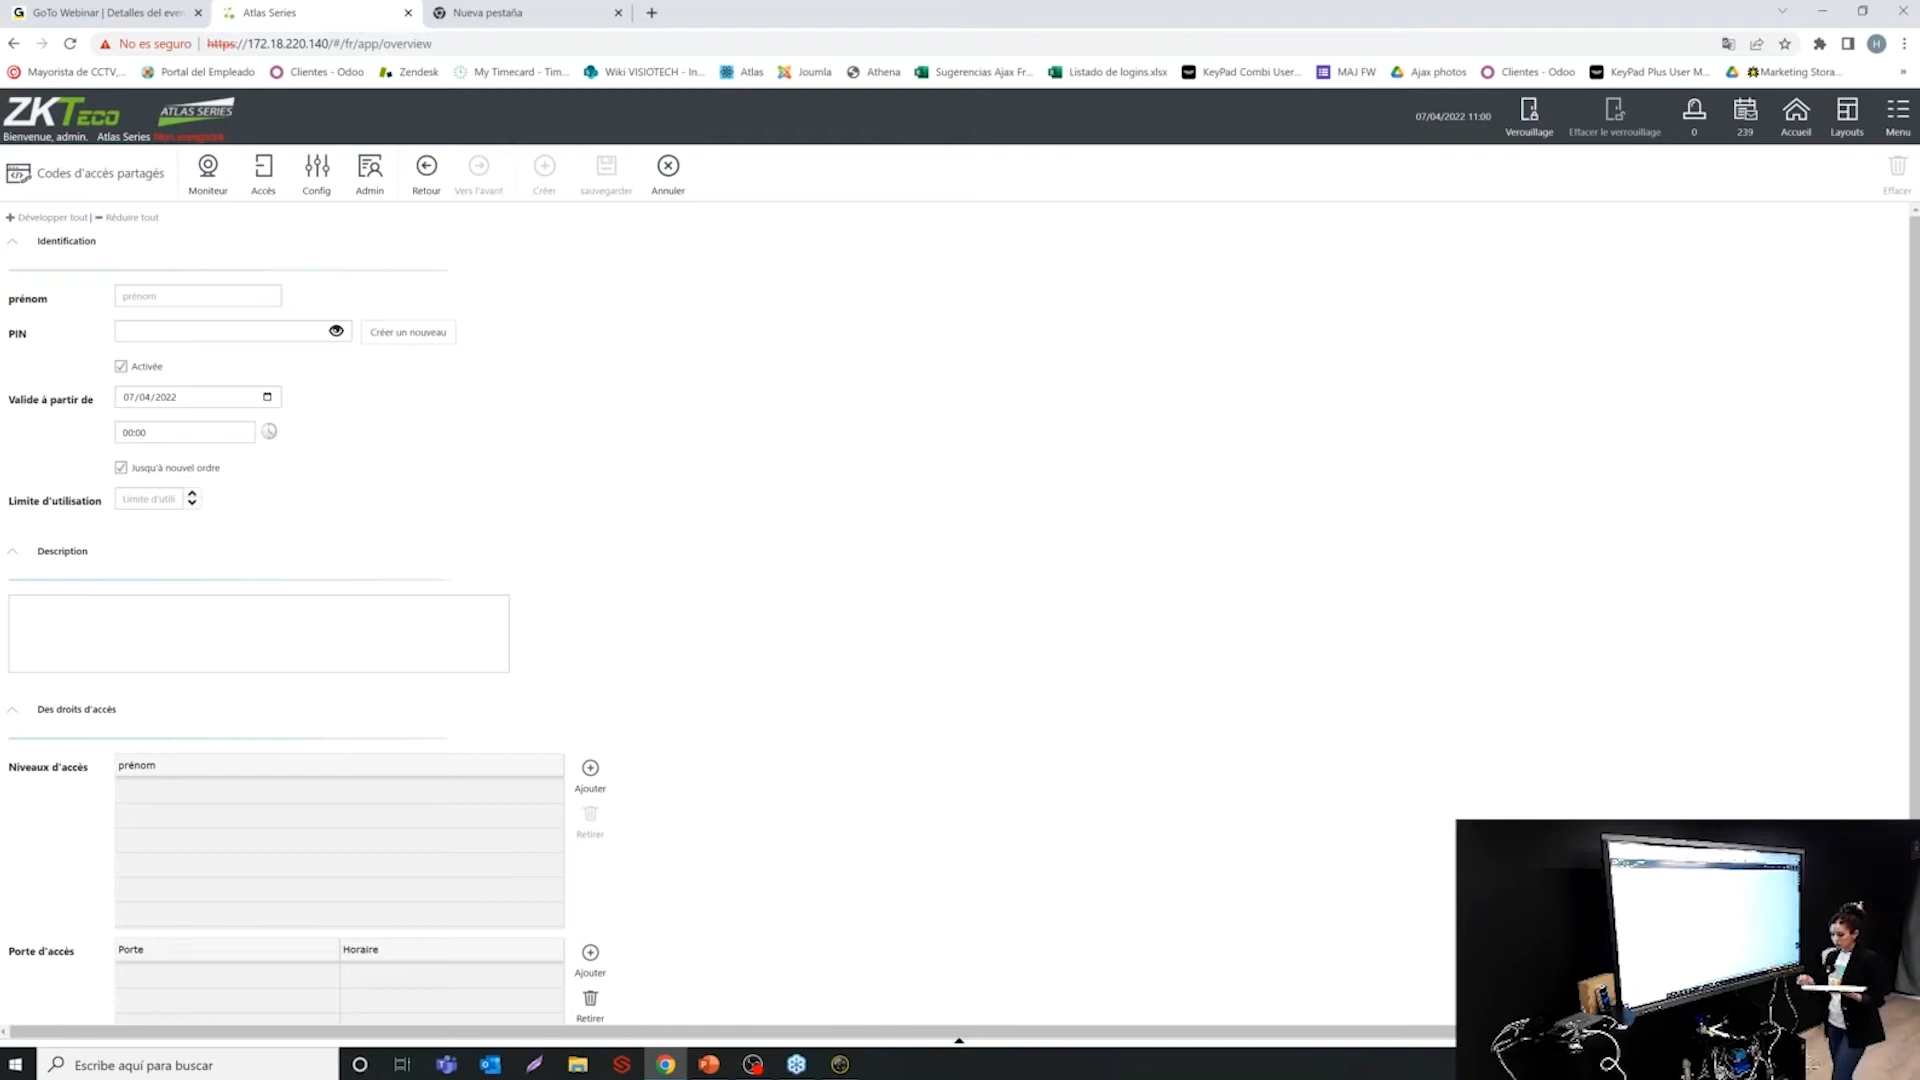 GoTo Webinar | Detalles del even
Atlas Series
Nueva pestaña
No es seguro | https://172.18.220.140/#/fr/app/overview
Mayorista de CCTV,...
Portal del Empleado
Clientes - Odoo
Zendesk
My Timecard - Tim...
Wiki VISIOTECH - In...
Atlas
Joumla
Athena
Sugerencias Ajax Fr...
Listado de logins.xlsx
KeyPad Combi User...
MAJ FW
Ajax photos
Clientes - Odoo
KeyPad Plus User M...
Marketing Stora...
»
ZKTeco
ATLAS SERIES
Bienvenue, admin. Atlas Series Non enregistré
07/04/2022 11:00
Verouillage
Effacer le verrouillage
0
239
Accueil
Layouts
Menu
Codes d'accès partagés
Moniteur
Accès
Config
Admin
Retour
Vers l'avant
Créer
sauvegarder
Annuler
Effacer
Développer tout | Réduire tout
Identification
prénom
prénom
PIN
Créer un nouveau
Activée
Valide à partir de
07/04/2022
00:00
Jusqu'à nouvel ordre
Limite d'utilisation
Limite d'utili
Description
Des droits d'accès
Niveaux d'accès
prénom
Ajouter
Retirer
Porte d'accès
Porte
Horaire
Ajouter
Retirer
Escribe aquí para buscar